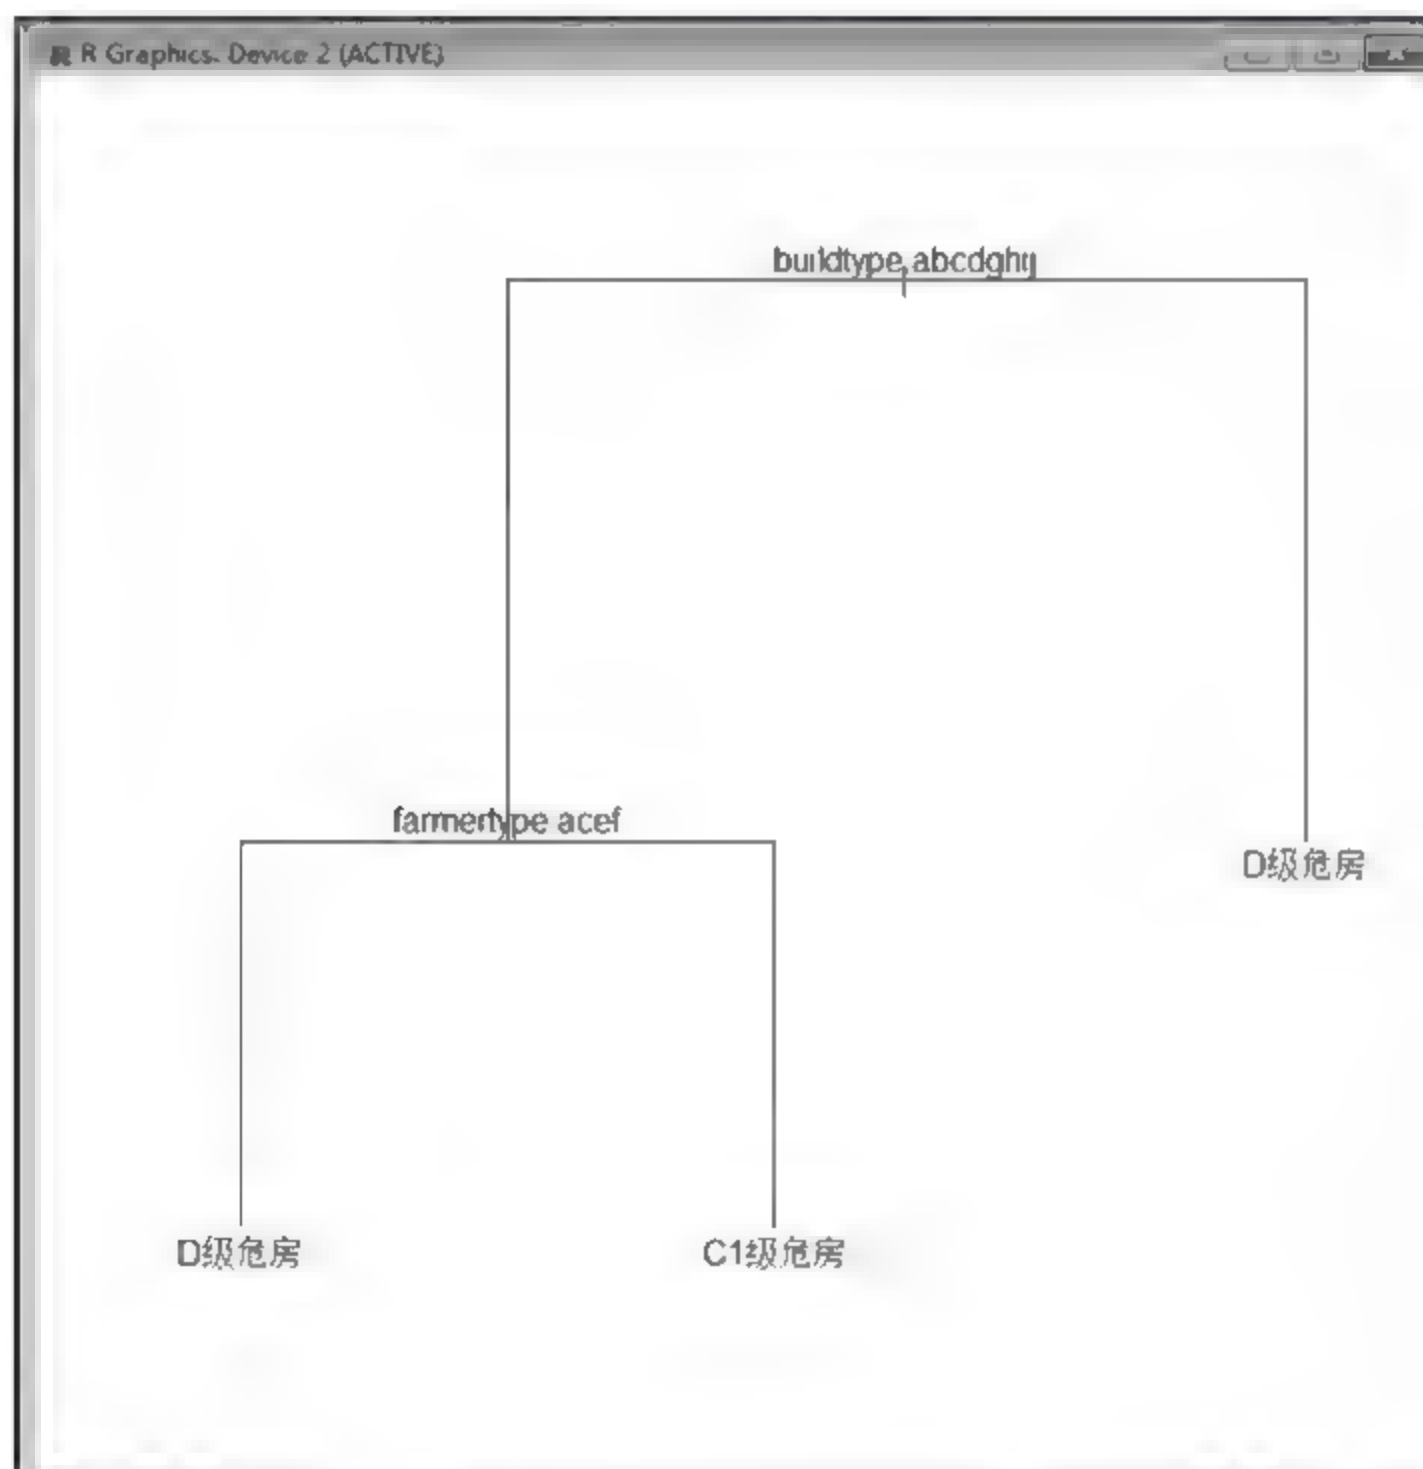 R Graphics. Device 2 (ACTIVE)
buildtype,abcdghij
farmertype acef
D级危房
D级危房
C1级危房